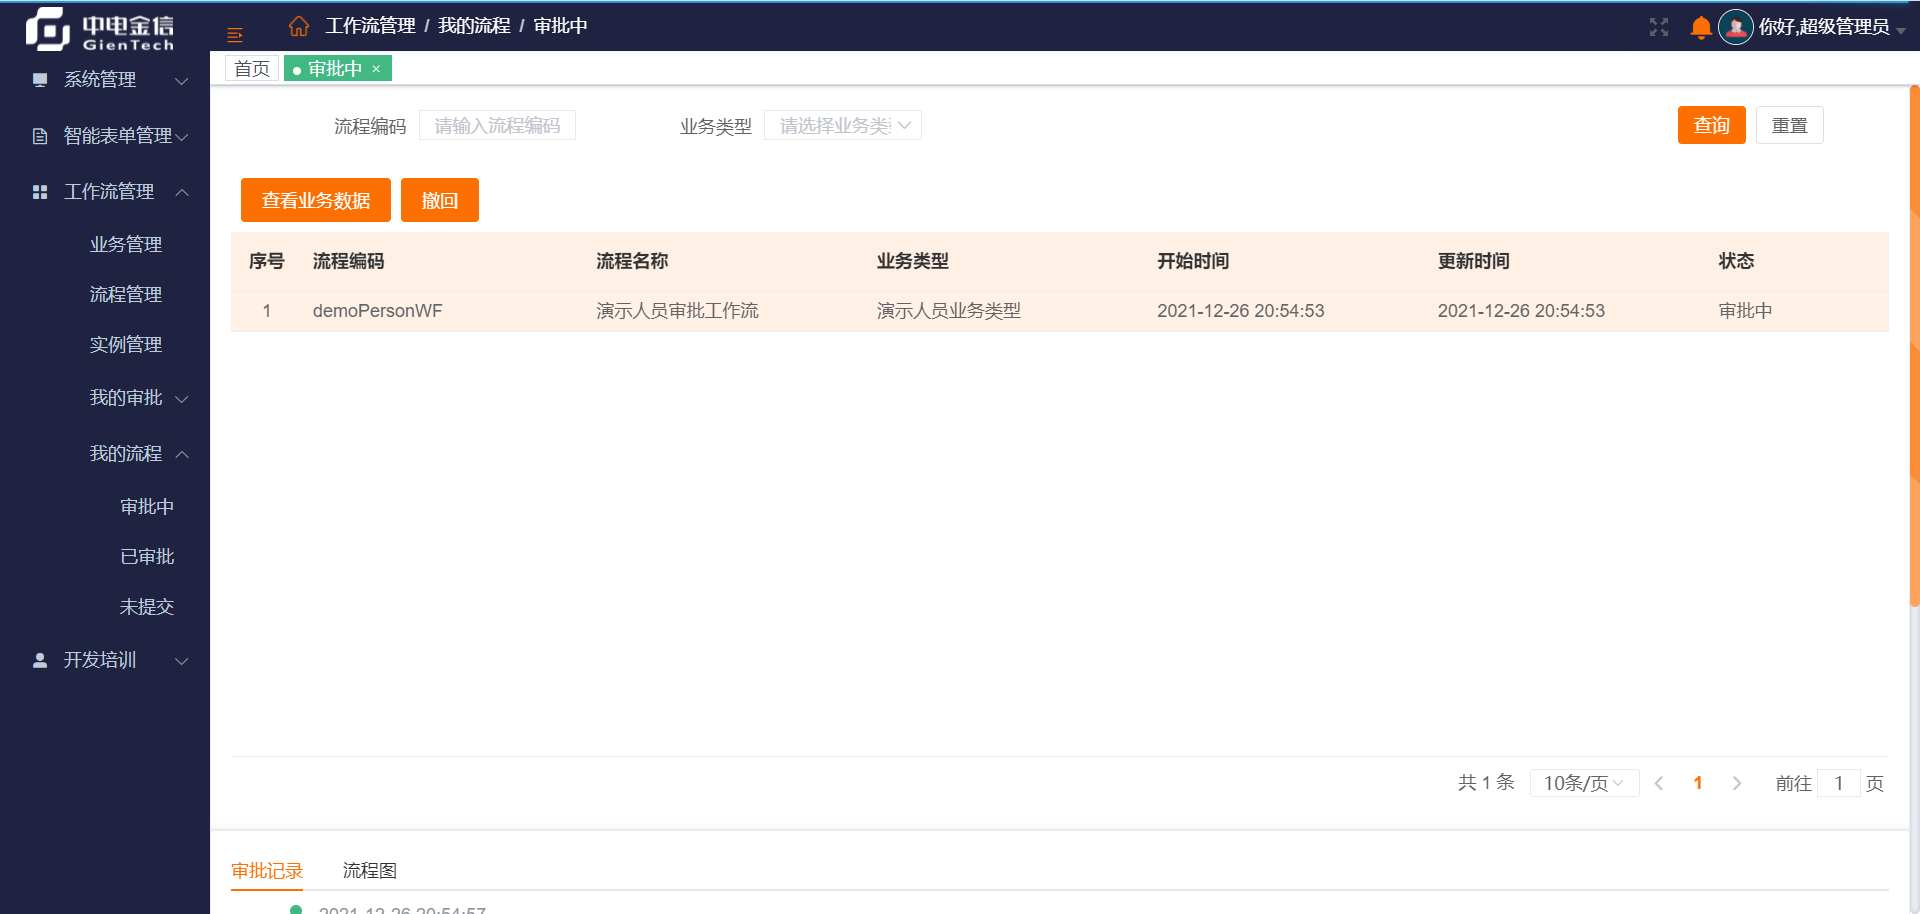 中电金信
GienTech
工作流管理 / 我的流程 / 审批中
你好,超级管理员
首页
审批中 ×
系统管理
智能表单管理
工作流管理
业务管理
流程管理
实例管理
我的审批
我的流程
审批中
已审批
未提交
开发培训
流程编码 请输入流程编码 业务类型 请选择业务类 查询 重置
查看业务数据 撤回
序号 流程编码 流程名称 业务类型 开始时间 更新时间 状态
1 demoPersonWF 演示人员审批工作流 演示人员业务类型 2021-12-26 20:54:53 2021-12-26 20:54:53 审批中
共 1 条 10条/页 1 前往 1 页
审批记录 流程图
2021-12-26 20:54:57